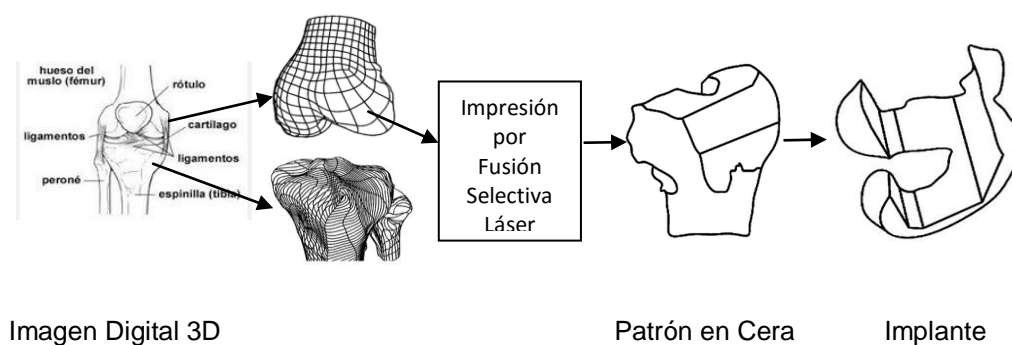 hueso del
muslo (fémur)
rótulo
cartílago
ligamentos
ligamentos
peroné
espinilla (tibia)
Impresión
por
Fusión
Selectiva
Láser
Imagen Digital 3D
Patrón en Cera
Implante